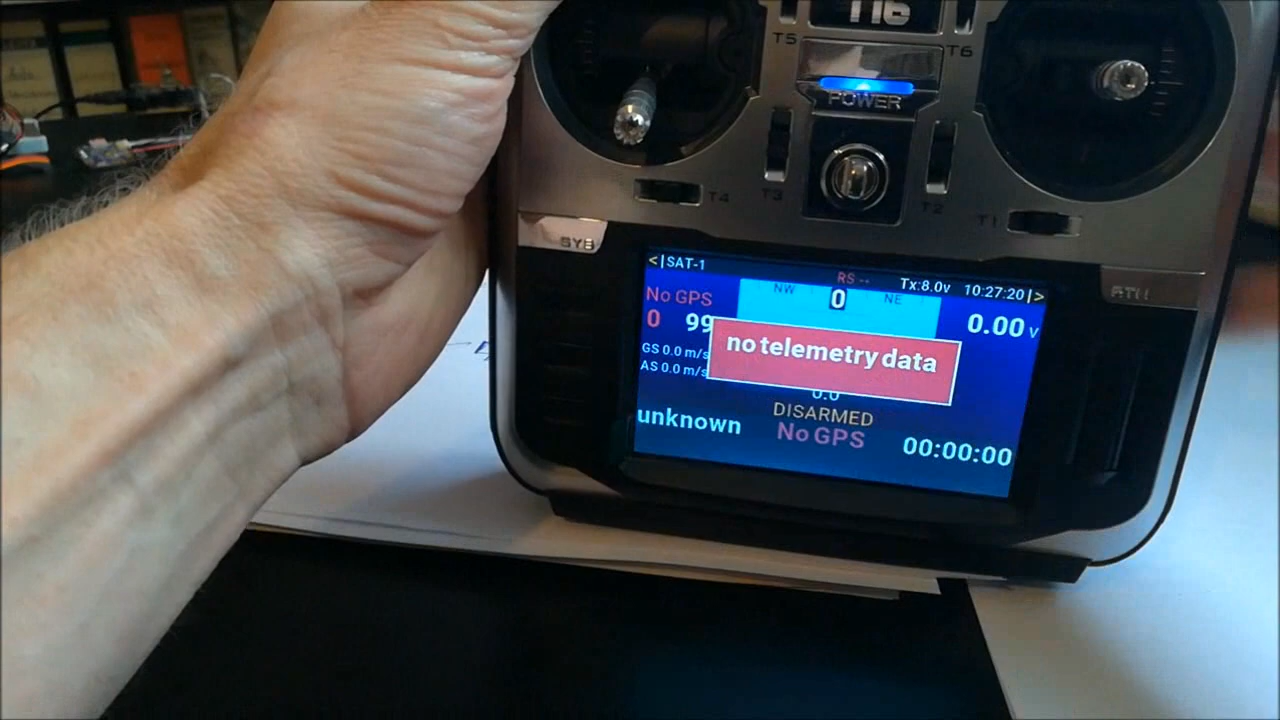 T16
T5
T6
POWER
T4
T3
T2
T1
SYS
RTN
<|SAT-1
RS --
Tx:8.0v
10:27:20|>
No GPS
NW
0
NE
0
99
0.00 v
no telemetry data
GS 0.0 m/s
AS 0.0 m/s
0.0
DISARMED
unknown
No GPS
00:00:00